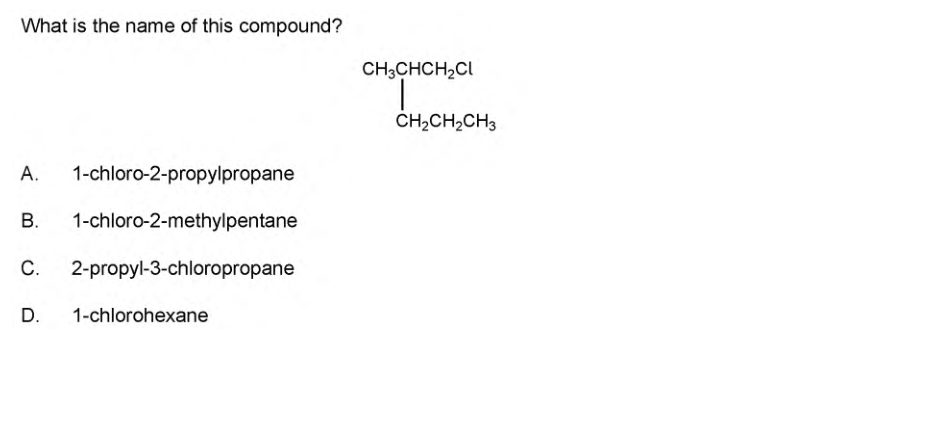 What is the name of this compound?
CH₃CHCH₂Cl
CH₂CH₂CH₃
A. 1-chloro-2-propylpropane
B. 1-chloro-2-methylpentane
C. 2-propyl-3-chloropropane
D. 1-chlorohexane